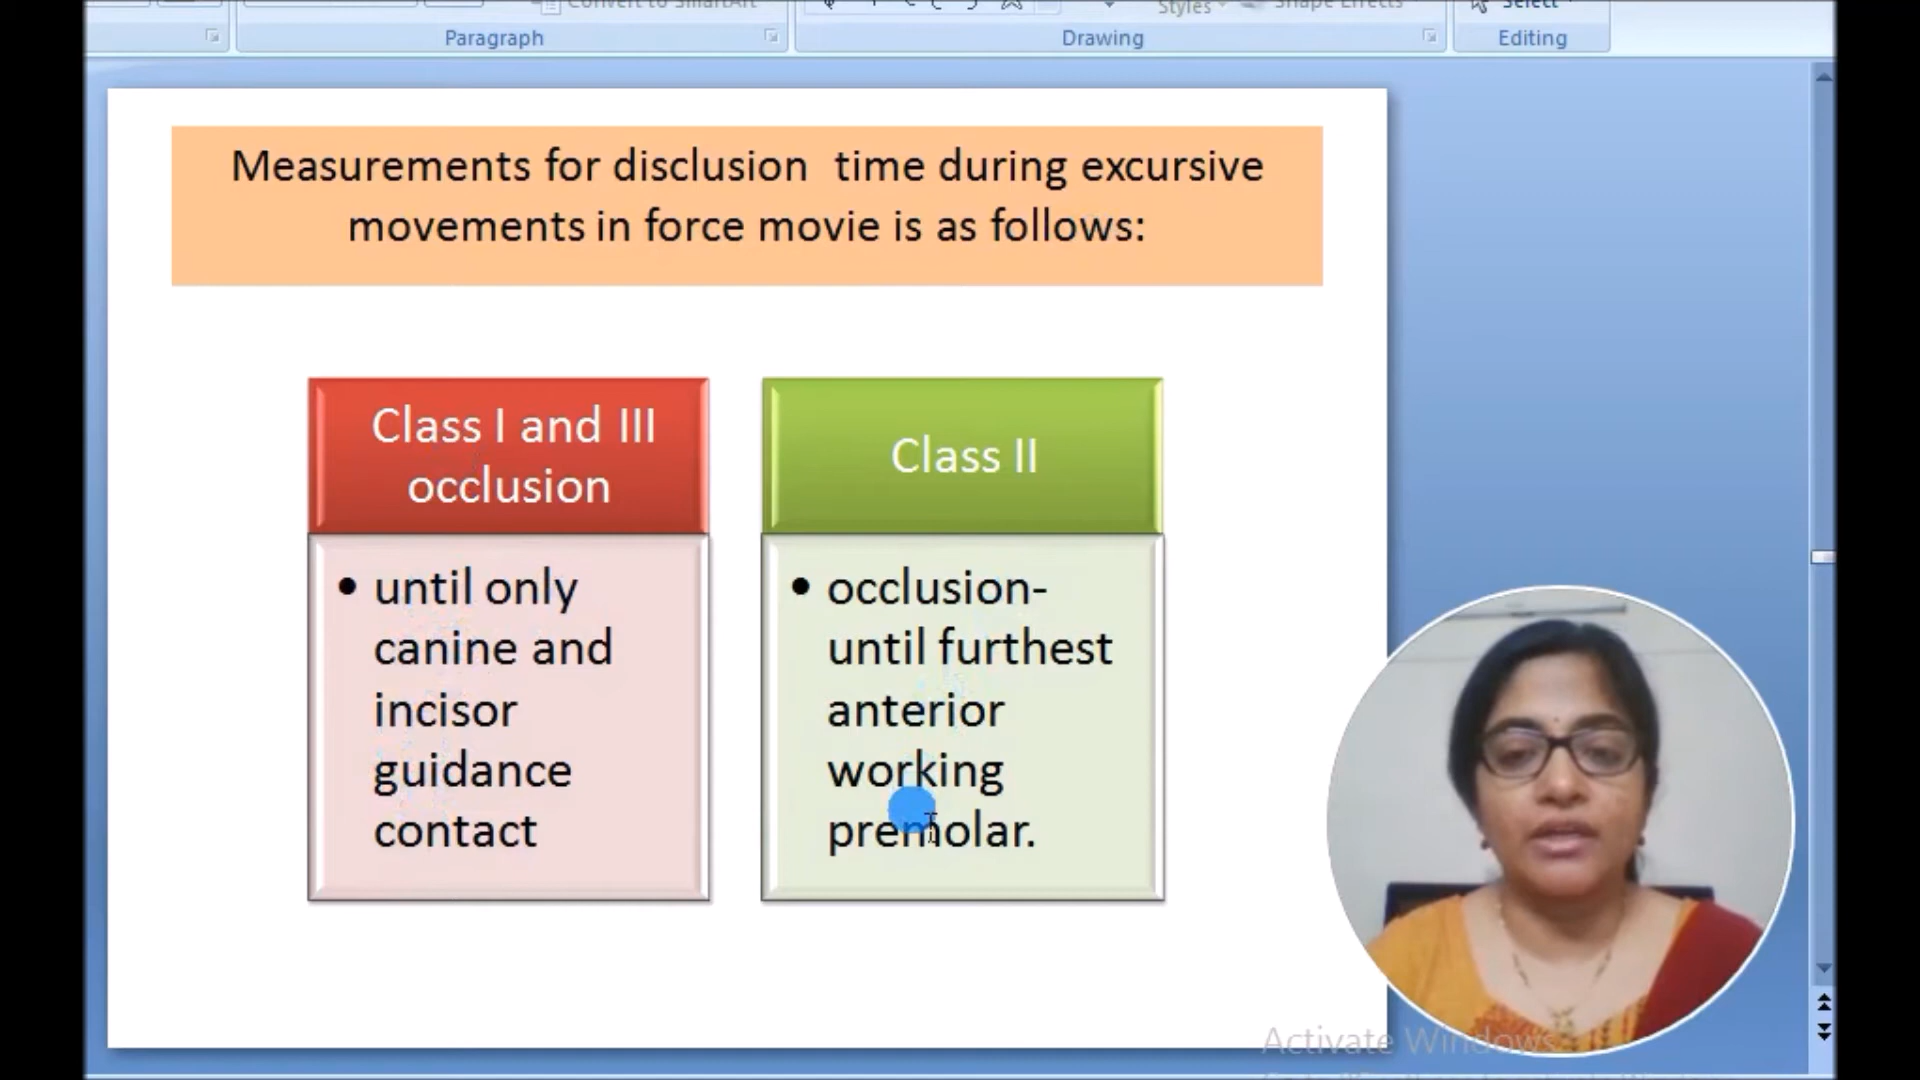 Convert to SmartArt
Styles
Shape Effects
Select
Paragraph
Drawing
Editing
Measurements for disclusion time during excursive
movements in force movie is as follows:
Class I and III
occlusion
• until only
canine and
incisor
guidance
contact
Class II
• occlusion-
until furthest
anterior
working
premolar.
Activate Windows